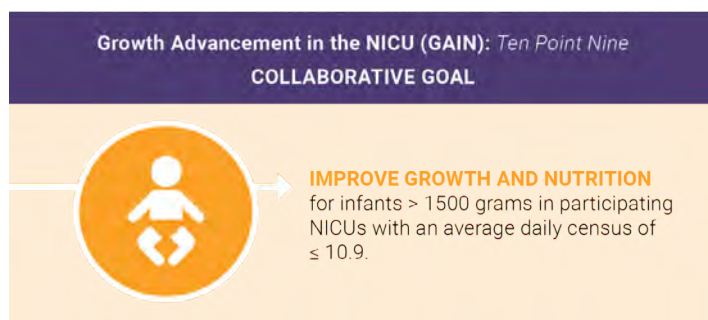 Growth Advancement in the NICU (GAIN): Ten Point Nine
COLLABORATIVE GOAL
IMPROVE GROWTH AND NUTRITION
for infants > 1500 grams in participating
NICUs with an average daily census of
≤ 10.9.